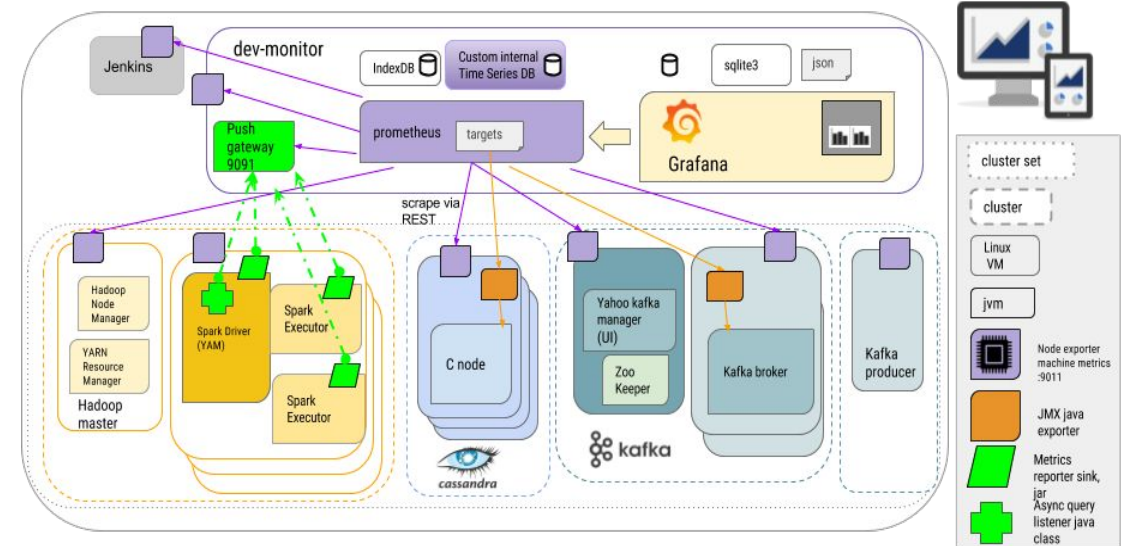 dev-monitor
Jenkins
IndexDB
Custom internal
Time Series DB
sqlite3
json
prometheus
targets
Push
gateway
9091
Grafana
scrape via
REST
Hadoop
Node
Manager
YARN
Resource
Manager
Hadoop
master
Spark Driver
(YAM)
Spark
Executor
Spark
Executor
C node
cassandra
Yahoo kafka
manager
(UI)
Zoo
Keeper
kafka
Kafka broker
Kafka
producer
cluster set
cluster
Linux
VM
jvm
Node exporter
machine metrics
:9011
JMX java
exporter
Metrics
reporter sink,
jar
Async query
listener java
class